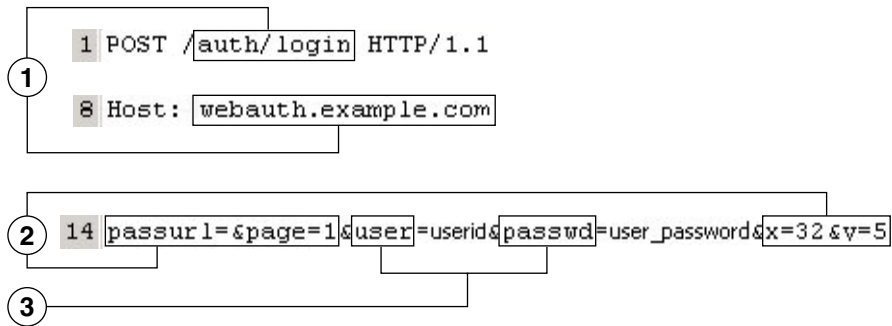 1 POST /auth/login HTTP/1.1
1
8 Host: webauth.example.com
2
14 passurl=&page=1&user=userid&passwd=user_password&x=32&y=5
3